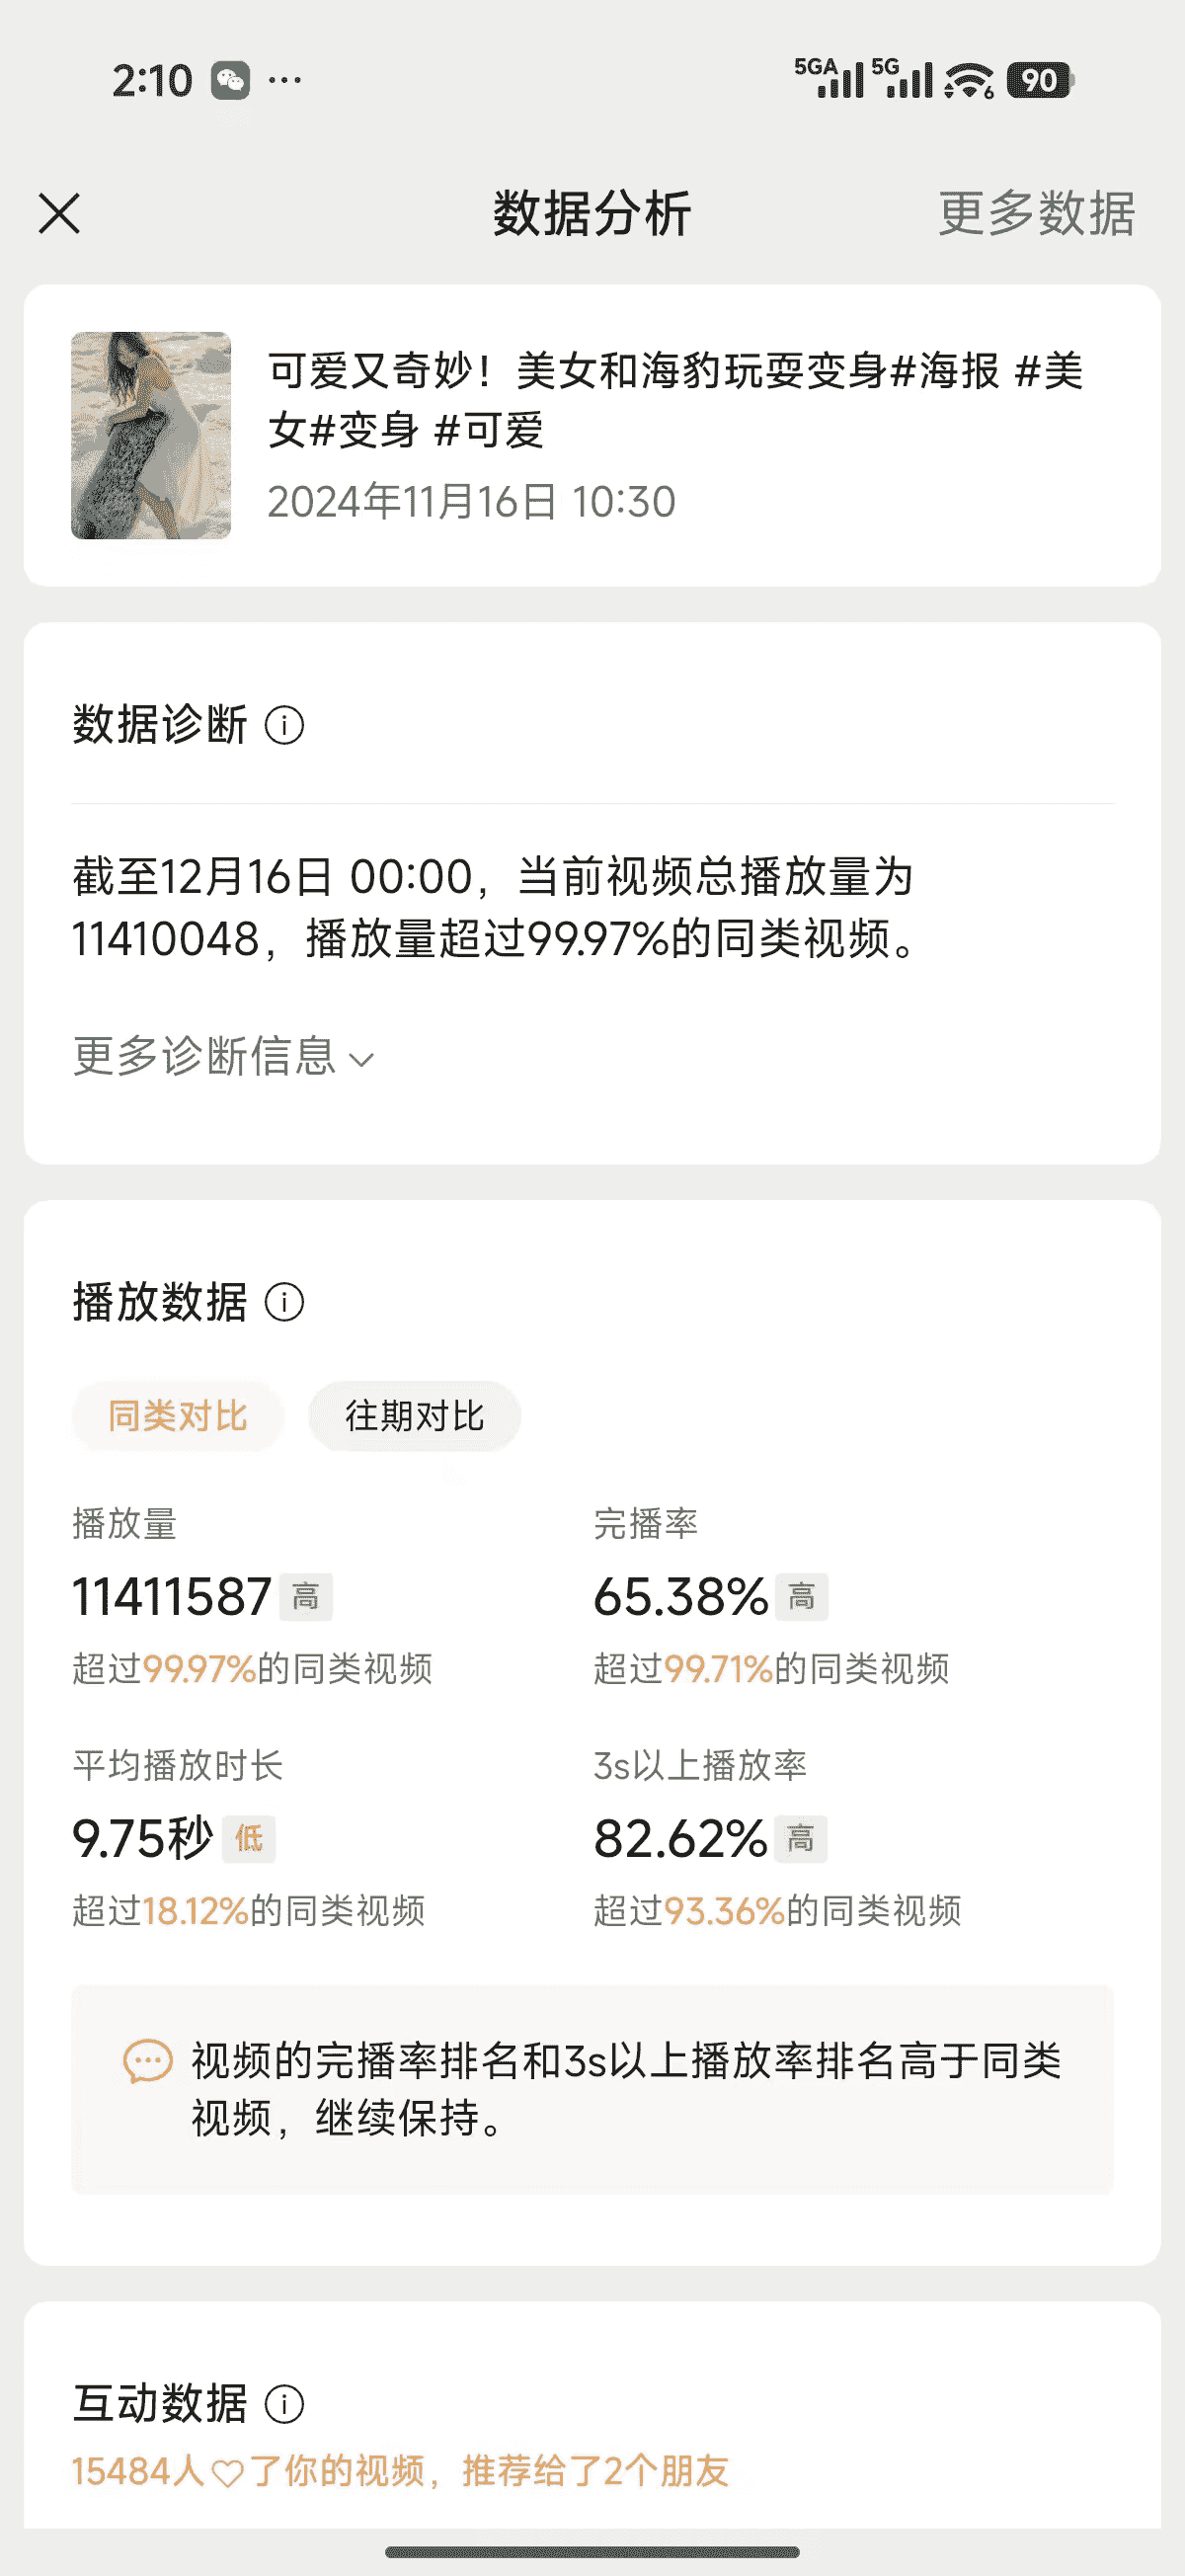 2:10 ...
5GA 5G 6 90
数据分析 更多数据
可爱又奇妙！美女和海豹玩耍变身#海报 #美
女#变身 #可爱
2024年11月16日 10:30
数据诊断
截至12月16日 00:00，当前视频总播放量为
11410048，播放量超过99.97%的同类视频。
更多诊断信息
播放数据
同类对比 往期对比
播放量 完播率
11411587 高 65.38% 高
超过99.97%的同类视频 超过99.71%的同类视频
平均播放时长 3s以上播放率
9.75秒 低 82.62% 高
超过18.12%的同类视频 超过93.36%的同类视频
视频的完播率排名和3s以上播放率排名高于同类
视频，继续保持。
互动数据
15484人♡了你的视频，推荐给了2个朋友